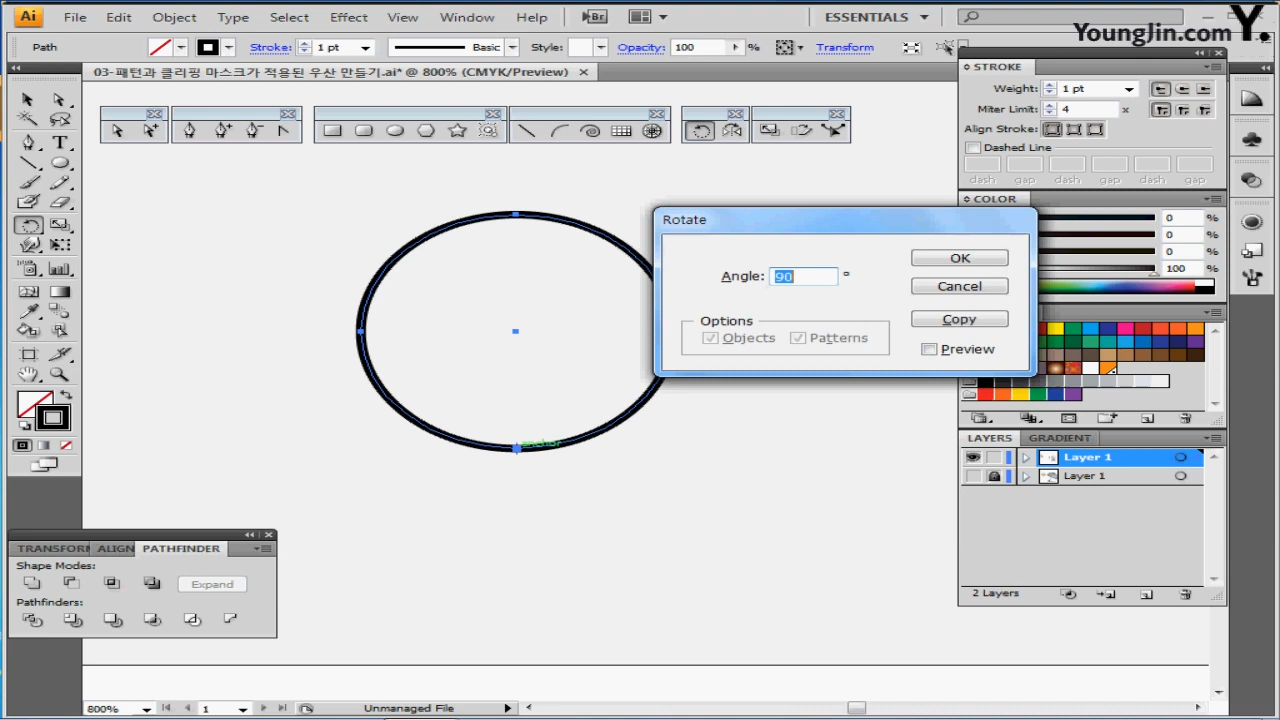 Ai File Edit Object Type Select Effect View Window Help Br ESSENTIALS
YoungJin.com Y.
Path Stroke: 1 pt Basic Style: Opacity: 100 % Transform
03-패턴과 클리핑 마스크가 적용된 우산 만들기.ai* @ 800% (CMYK/Preview)
STROKE
Weight: 1 pt
Miter Limit: 4 x
Align Stroke:
Dashed Line
dash gap dash gap dash gap
COLOR
0 %
0 %
0 %
100 %
Rotate
Angle: 90 °
OK
Cancel
Copy
Options
Objects Patterns
Preview
anchor
LAYERS GRADIENT
Layer 1
Layer 1
2 Layers
TRANSFORM ALIGN PATHFINDER
Shape Modes:
Expand
Pathfinders:
800% 1 Unmanaged File